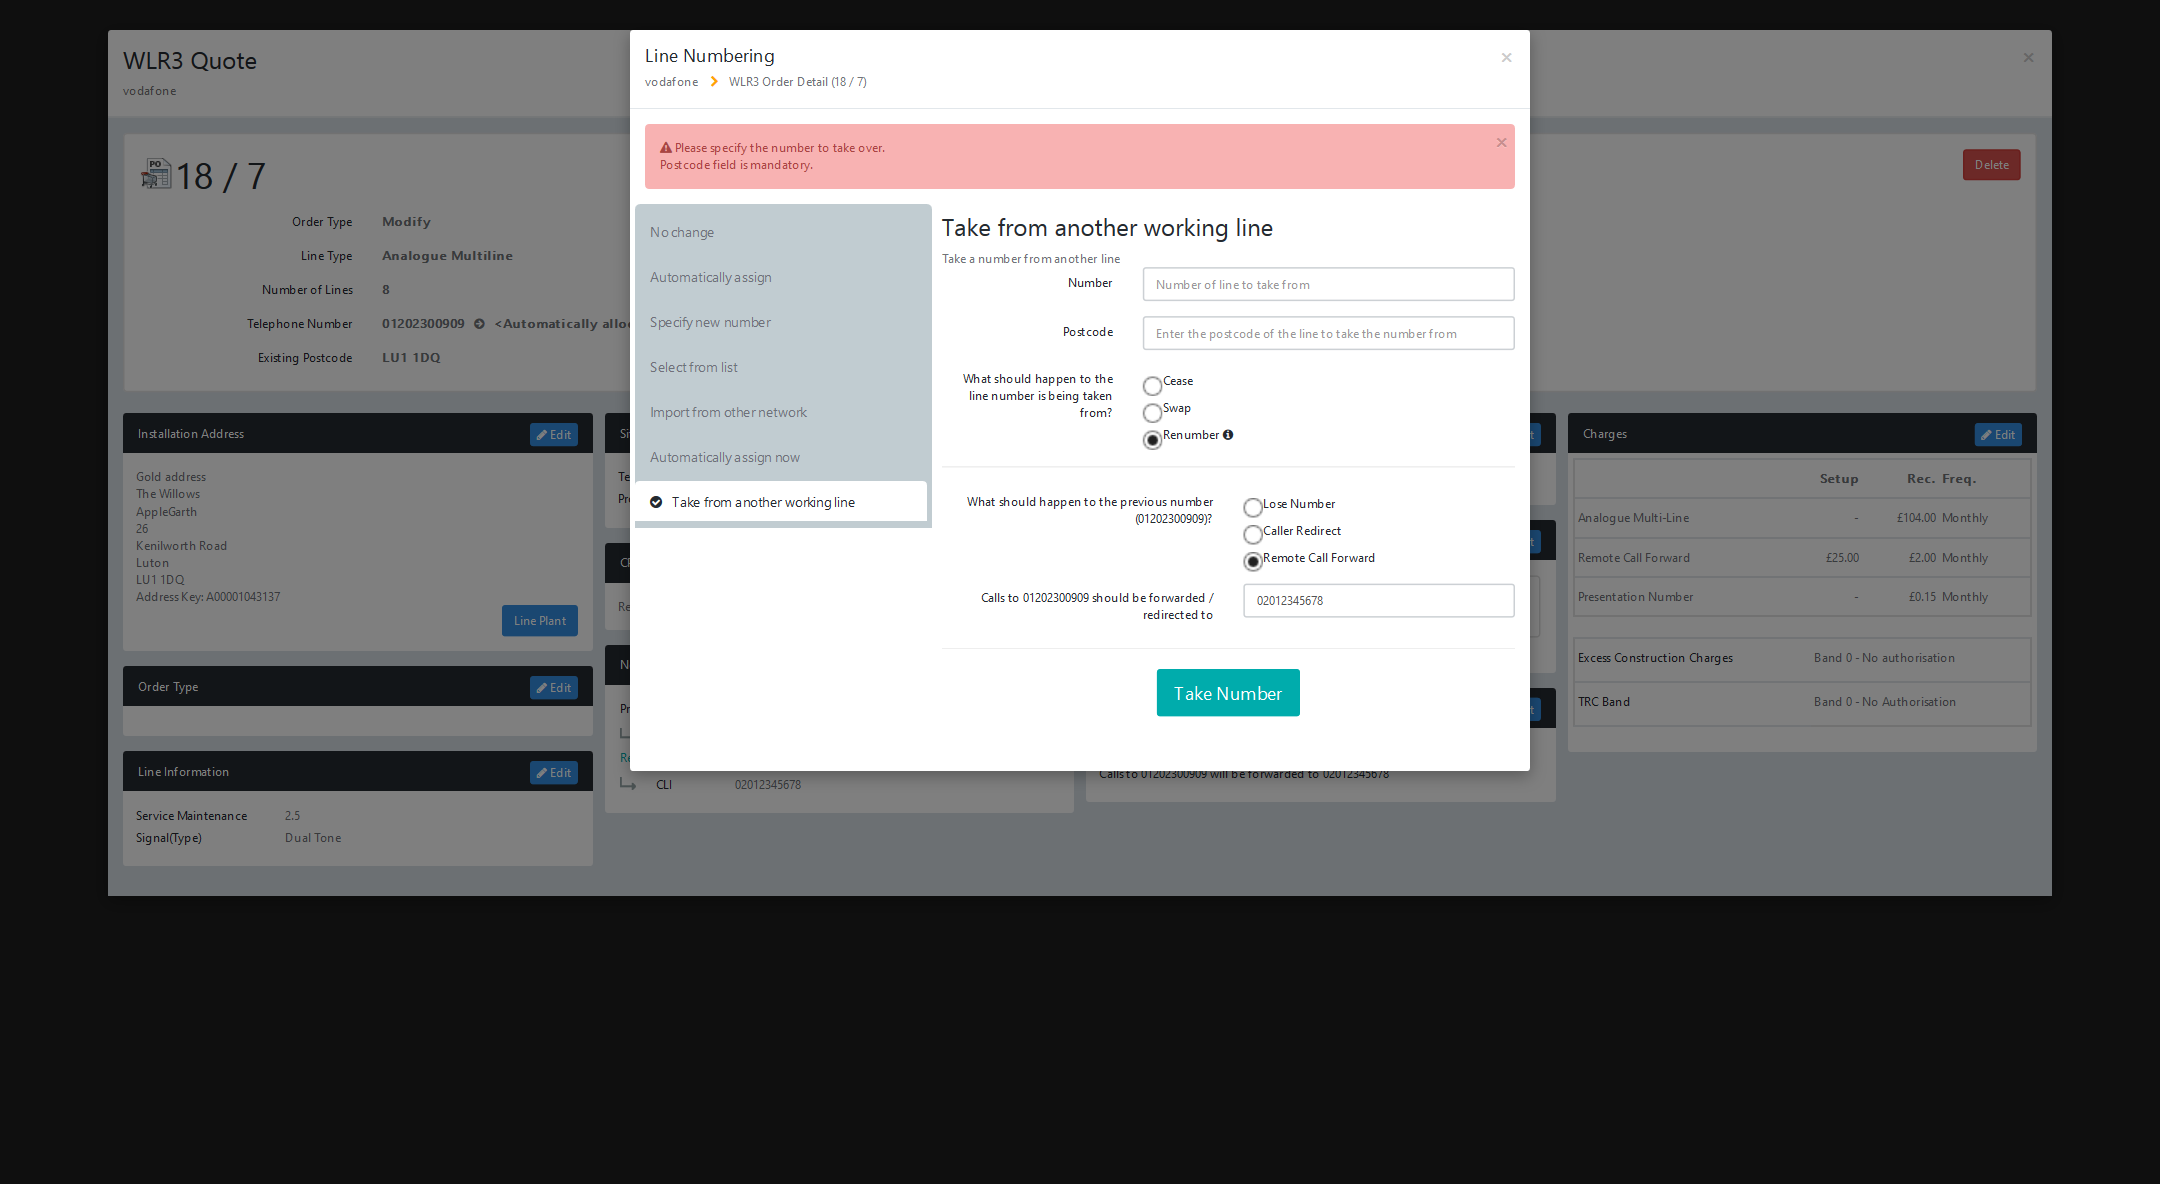 WLR3 Quote
vodafone
PO
18 / 7
Delete
Order Type Modify
Line Type Analogue Multiline
Number of Lines 8
Telephone Number 01202300909 <Automatically
Existing Postcode LU1 1DQ
Installation Address
Edit
Gold address
The Willows
AppleGarth
26
Kenilworth Road
Luton
LU1 1DQ
Address Key: A00001043137
Line Plant
Order Type
Edit
Line Information
Edit
Service Maintenance 2.5
Signal(Type) Dual Tone
CLI 02012345678
Calls to 01202300909 will be forwarded to 02012345678
Line Numbering
vodafone WLR3 Order Detail (18 / 7)
Please specify the number to take over.
Postcode field is mandatory.
No change
Automatically assign
Specify new number
Select from list
Import from other network
Automatically assign now
Take from another working line
Take from another working line
Take a number from another line
Number
Number of line to take from
Postcode
Enter the postcode of the line to take the number from
What should happen to the
line number is being taken
from?
Cease
Swap
Renumber
What should happen to the previous number
(01202300909)?
Lose Number
Caller Redirect
Remote Call Forward
Calls to 01202300909 should be forwarded /
redirected to
02012345678
Take Number
Charges
Edit
Setup Rec. Freq.
Analogue Multi-Line - £104.00 Monthly
Remote Call Forward £25.00 £2.00 Monthly
Presentation Number - £0.15 Monthly
Excess Construction Charges Band 0 - No authorisation
TRC Band Band 0 - No Authorisation